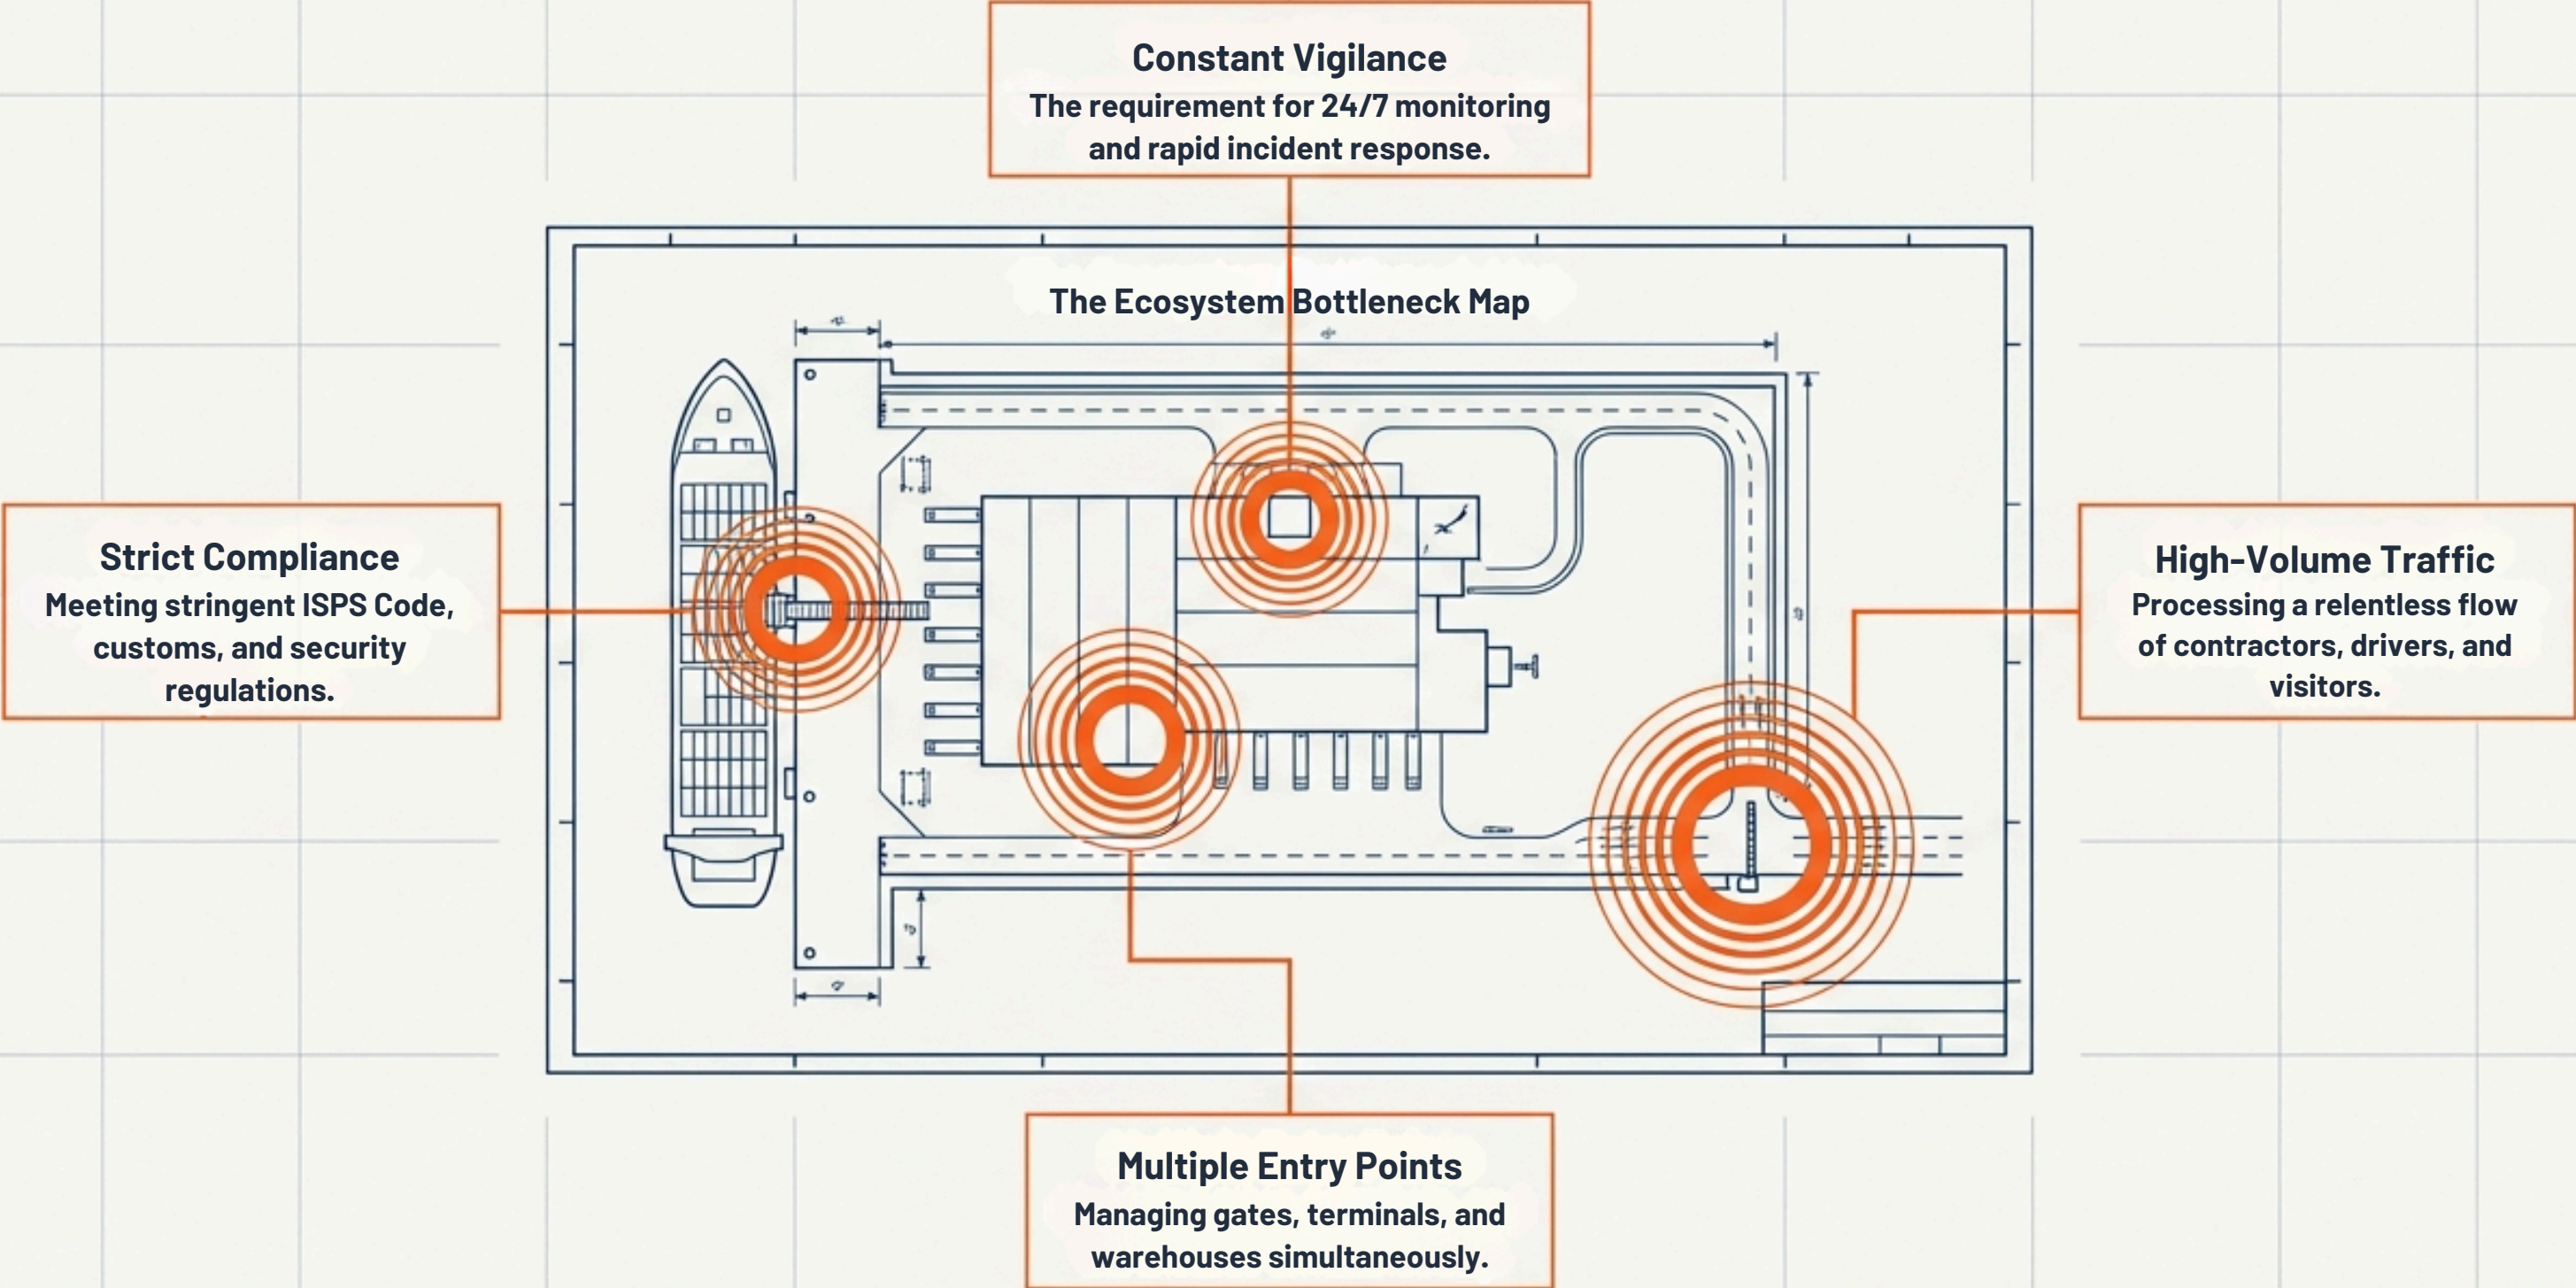 Constant Vigilance
The requirement for 24/7 monitoring
and rapid incident response.
The Ecosystem Bottleneck Map
Strict Compliance
Meeting stringent ISPS Code,
customs, and security
regulations.
High-Volume Traffic
Processing a relentless flow
of contractors, drivers, and
visitors.
Multiple Entry Points
Managing gates, terminals, and
warehouses simultaneously.